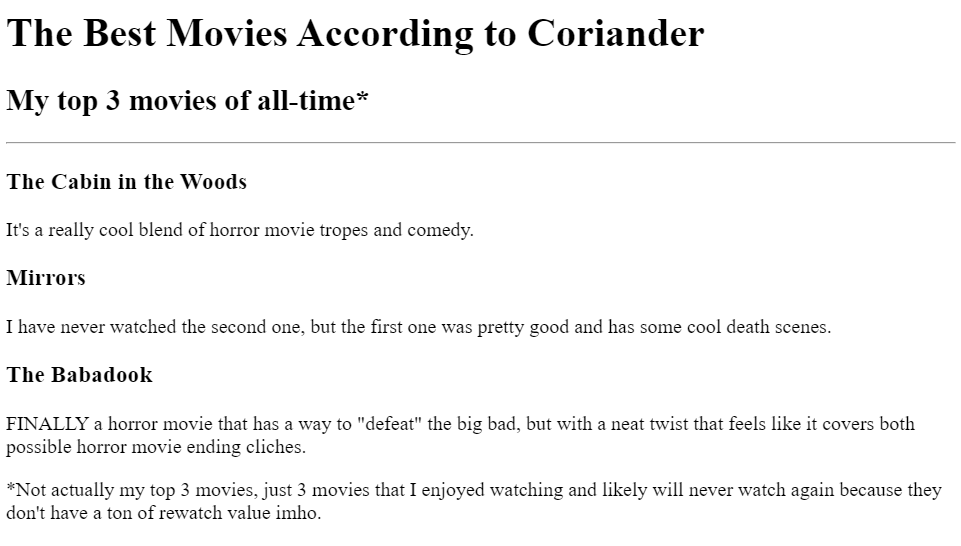 The Best Movies According to Coriander
My top 3 movies of all-time*
The Cabin in the Woods
It's a really cool blend of horror movie tropes and comedy.
Mirrors
I have never watched the second one, but the first one was pretty good and has some cool death scenes.
The Babadook
FINALLY a horror movie that has a way to "defeat" the big bad, but with a neat twist that feels like it covers both
possible horror movie ending cliches.
*Not actually my top 3 movies, just 3 movies that I enjoyed watching and likely will never watch again because they
don't have a ton of rewatch value imho.